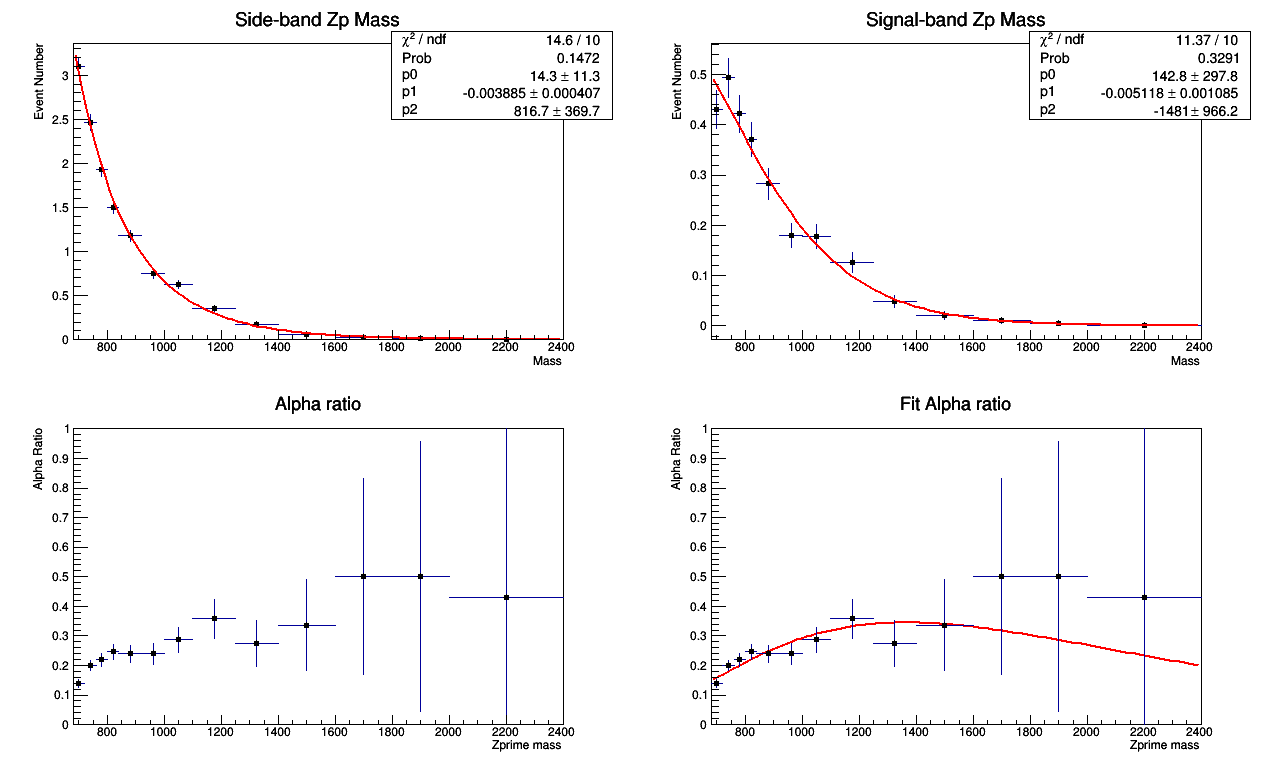 Side-band Zp Mass
χ² / ndf 14.6 / 10
Prob 0.1472
p0 14.3 ± 11.3
p1 -0.003885 ± 0.000407
p2 816.7 ± 369.7
Event Number
3
2.5
2
1.5
1
0.5
0
800 1000 1200 1400 1600 1800 2000 2200 2400
Mass
Signal-band Zp Mass
χ² / ndf 11.37 / 10
Prob 0.3291
p0 142.8 ± 297.8
p1 -0.005118 ± 0.001085
p2 -1481 ± 966.2
Event Number
0.5
0.4
0.3
0.2
0.1
0
800 1000 1200 1400 1600 1800 2000 2200 2400
Mass
Alpha ratio
Alpha Ratio
1
0.9
0.8
0.7
0.6
0.5
0.4
0.3
0.2
0.1
0
800 1000 1200 1400 1600 1800 2000 2200 2400
Zprime mass
Fit Alpha ratio
Alpha Ratio
1
0.9
0.8
0.7
0.6
0.5
0.4
0.3
0.2
0.1
0
800 1000 1200 1400 1600 1800 2000 2200 2400
Zprime mass